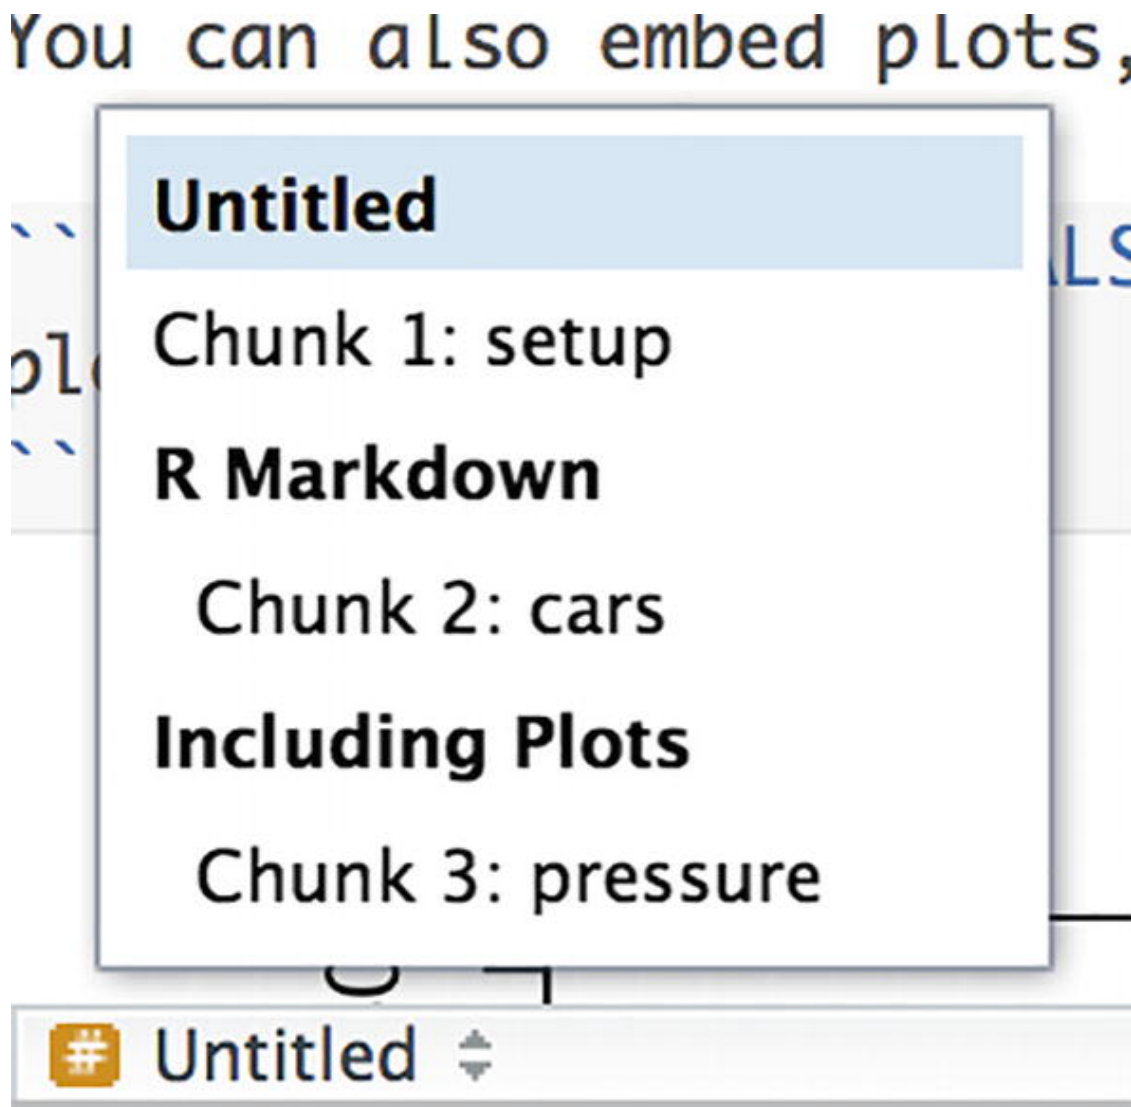 You can also embed plots,
Untitled
Chunk 1: setup
R Markdown
Chunk 2: cars
Including Plots
Chunk 3: pressure
# Untitled